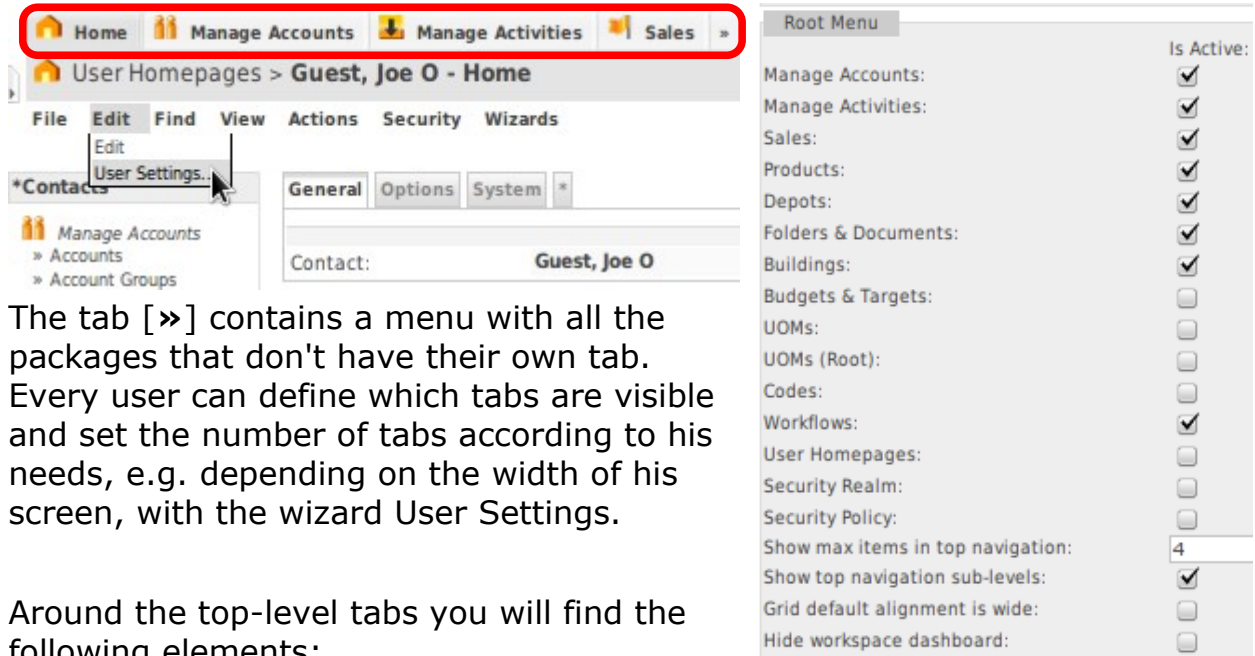 Home Manage Accounts Manage Activities Sales »
User Homepages > Guest, Joe O - Home
File Edit Find View Actions Security Wizards
Edit
User Settings..
*Contacts
General Options System *
Manage Accounts
» Accounts
» Account Groups
Contact: Guest, Joe O
The tab [»] contains a menu with all the
packages that don't have their own tab.
Every user can define which tabs are visible
and set the number of tabs according to his
needs, e.g. depending on the width of his
screen, with the wizard User Settings.
Around the top-level tabs you will find the
following elements:
Root Menu
Is Active:
Manage Accounts:
Manage Activities:
Sales:
Products:
Depots:
Folders & Documents:
Buildings:
Budgets & Targets:
UOMs:
UOMs (Root):
Codes:
Workflows:
User Homepages:
Security Realm:
Security Policy:
Show max items in top navigation: 4
Show top navigation sub-levels:
Grid default alignment is wide:
Hide workspace dashboard: